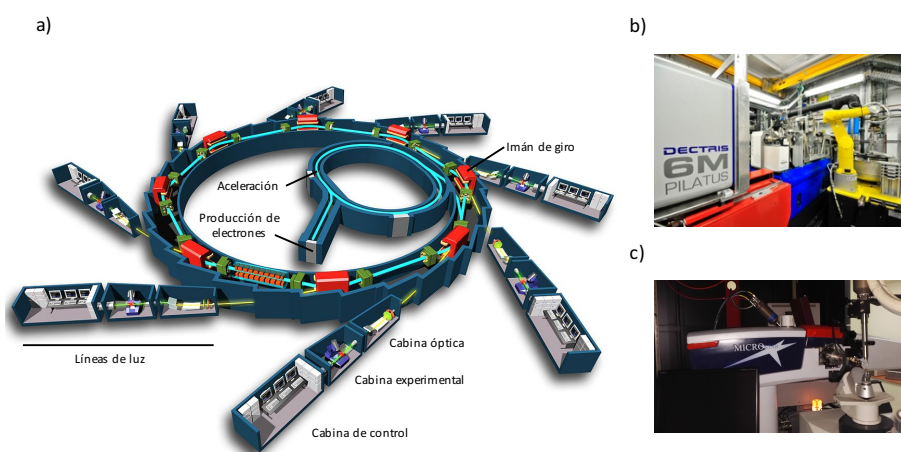 a)
Imán de giro
Aceleración
Producción de
electrones
Líneas de luz
Cabina óptica
Cabina experimental
Cabina de control
b)
DECTRIS
6M
PILATUS
c)
MICRO